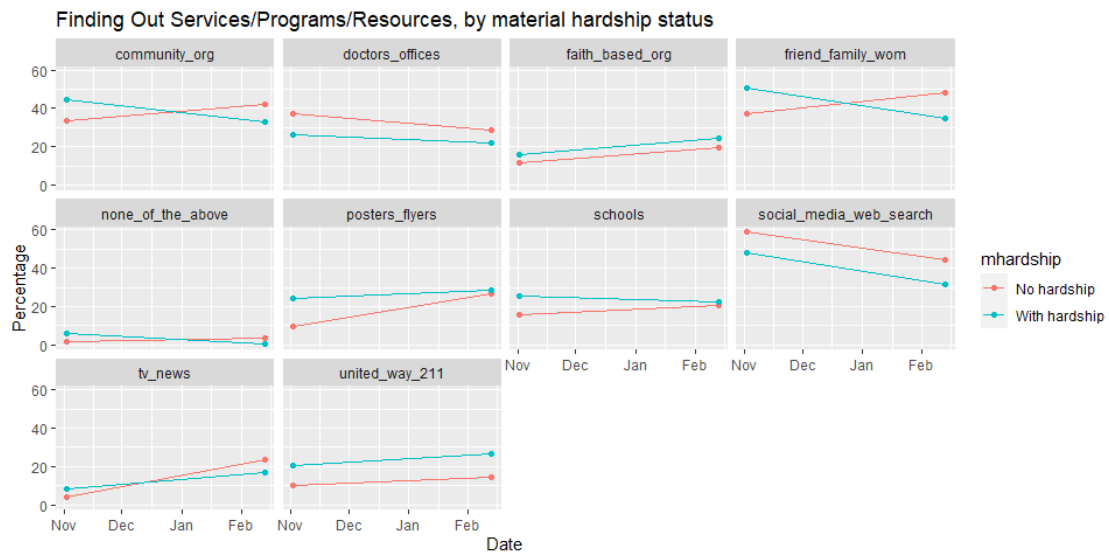 Finding Out Services/Programs/Resources, by material hardship status
community_org doctors_offices faith_based_org friend_family_wom
60
40
20
0
none_of_the_above posters_flyers schools social_media_web_search
60
40
20
0
Nov Dec Jan Feb Nov Dec Jan Feb
tv_news united_way_211
60
40
20
0
Nov Dec Jan Feb Nov Dec Jan Feb
Date
Percentage
mhardship
No hardship
With hardship